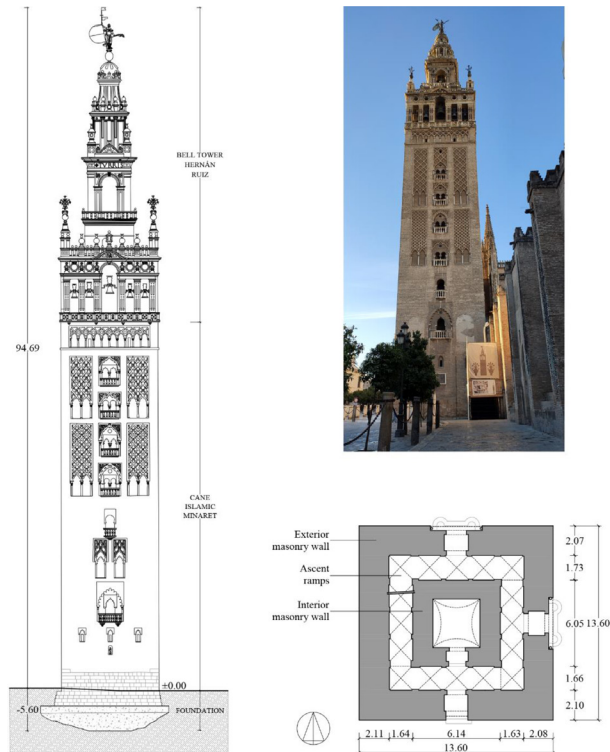 BELL TOWER
HERNÁN
RUIZ
94.69
CANE
ISLAMIC
MINARET
±0.00
-5.60
FOUNDATION
Exterior
masonry wall
Ascent
ramps
Interior
masonry wall
2.07
1.73
6.05
13.60
1.66
2.10
2.11
1.64
6.14
1.63
2.08
13.60